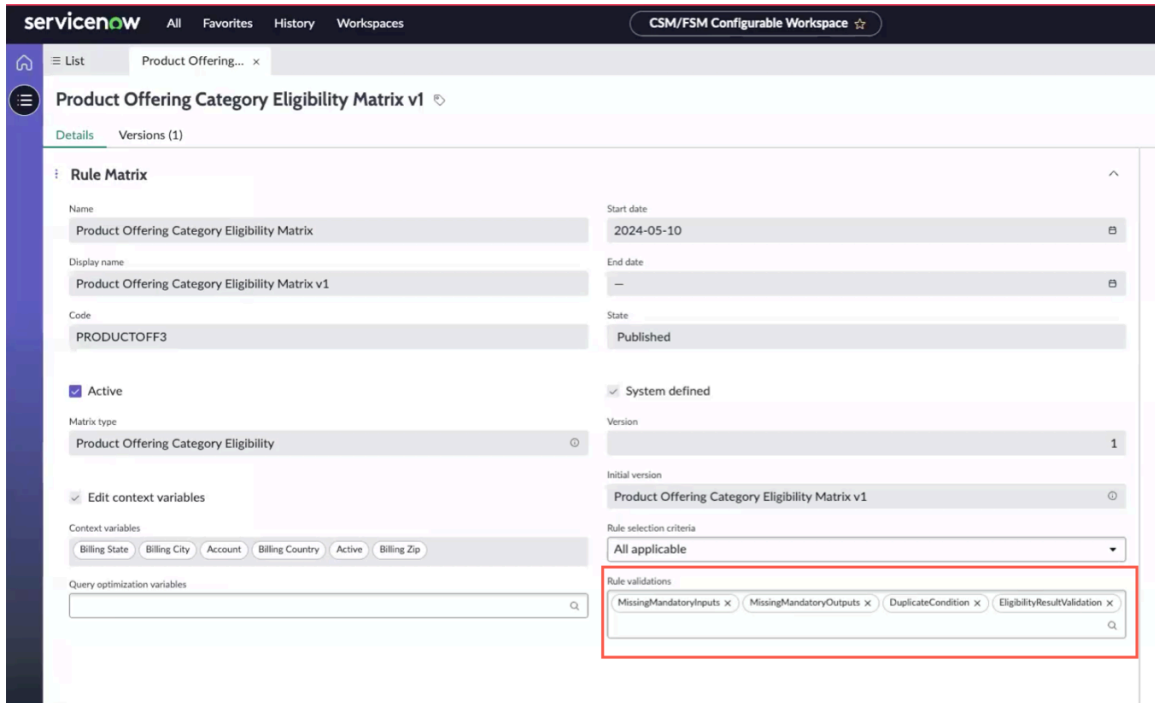 servicenow All Favorites History Workspaces CSM/FSM Configurable Workspace
List Product Offering... ×
Product Offering Category Eligibility Matrix v1
Details Versions (1)
Rule Matrix
Name Start date
Product Offering Category Eligibility Matrix 2024-05-10
Display name End date
Product Offering Category Eligibility Matrix v1 —
Code State
PRODUCTOFF3 Published
Active System defined
Matrix type Version
Product Offering Category Eligibility 1
Initial version
Edit context variables Product Offering Category Eligibility Matrix v1
Context variables Rule selection criteria
Billing State Billing City Account Billing Country Active Billing Zip All applicable
Query optimization variables Rule validations
MissingMandatoryInputs × MissingMandatoryOutputs × DuplicateCondition × EligibilityResultValidation ×